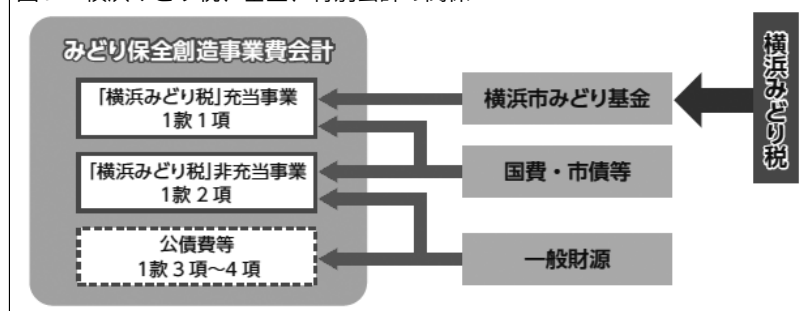 みどり保全創造事業費会計
「横浜みどり税」充当事業
1款1項
「横浜みどり税」非充当事業
1款2項
公債費等
1款3項~4項
横浜市みどり基金
国費・市債等
一般財源
横浜みどり税